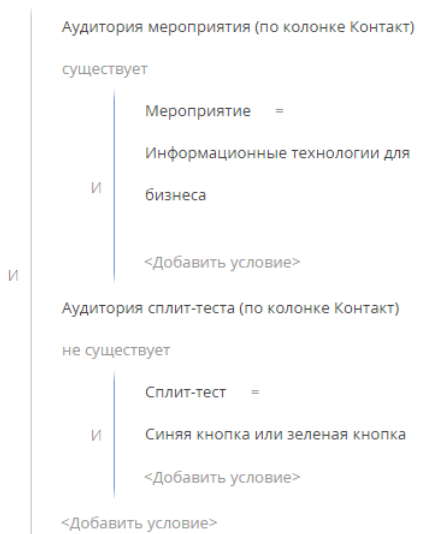 Аудитория мероприятия (по колонке Контакт)
существует
Мероприятие =
Информационные технологии для
И
бизнеса
<Добавить условие>
И
Аудитория сплит-теста (по колонке Контакт)
не существует
Сплит-тест =
И
Синяя кнопка или зеленая кнопка
<Добавить условие>
<Добавить условие>